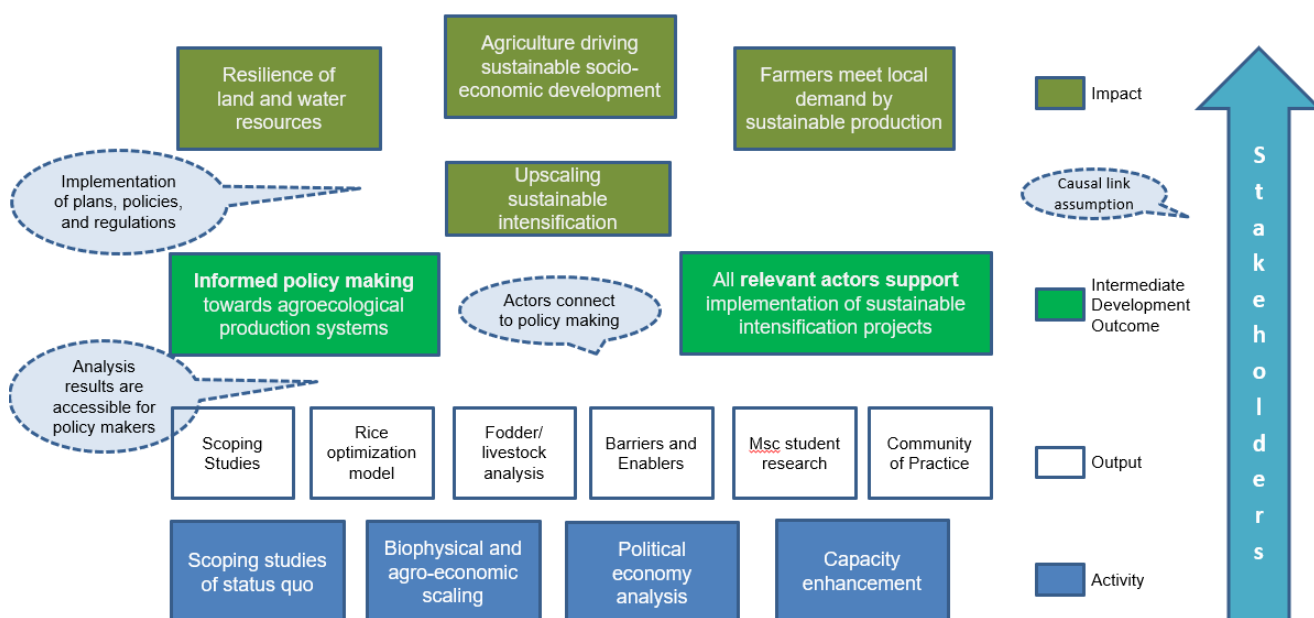 Resilience of
land and water
resources
Agriculture driving
sustainable socio-
economic development
Farmers meet local
demand by
sustainable production
Impact
Implementation
of plans, policies,
and regulations
Upscaling
sustainable
intensification
Causal link
assumption
Informed policy making
towards agroecological
production systems
Actors connect
to policy making
All relevant actors support
implementation of sustainable
intensification projects
Intermediate
Development
Outcome
Analysis
results are
accessible for
policy makers
Scoping
Studies
Rice
optimization
model
Fodder/
livestock
analysis
Barriers and
Enablers
Msc student
research
Community
of Practice
Output
Scoping studies
of status quo
Biophysical and
agro-economic
scaling
Political
economy
analysis
Capacity
enhancement
Activity
Stakeholders